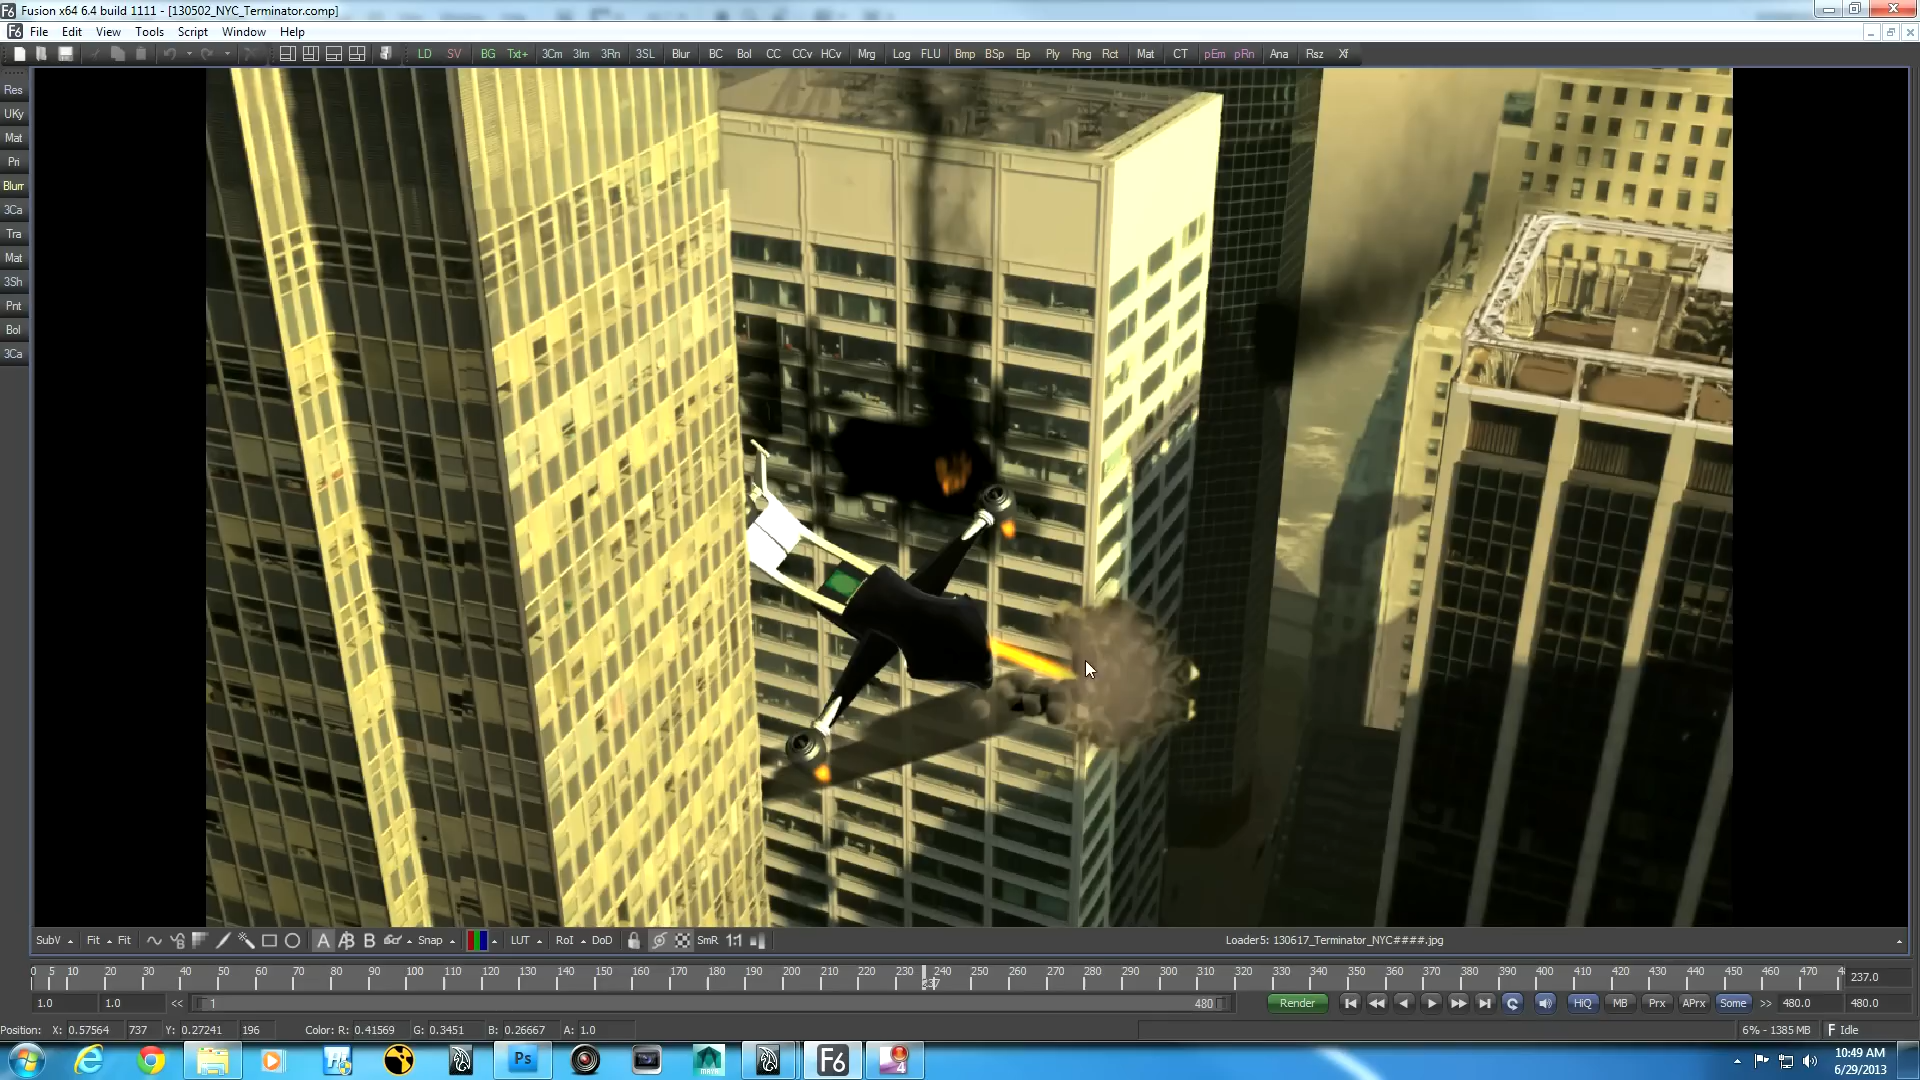 Fusion x64 6.4 build 1111 - [130502_NYC_Terminator.comp]
File Edit View Tools Script Window Help
LD SV BG Txt+ 3Cm 3Im 3Rn 3SL Blur BC Bol CC CCv HCv Mrg Log FLU Bmp BSp Elp Ply Rng Rct Mat CT pEm pRn Ana Rsz Xf
Res
UKy
Mat
Pri
Blurr
3Ca
Tra
Mat
3Sh
Pnt
Bol
3Ca
SubV Fit Fit A B Snap LUT RoI DoD SmR 1:1 Loader5: 130617_Terminator_NYC####.jpg
0 5 10 20 30 40 50 60 70 80 90 100 110 120 130 140 150 160 170 180 190 200 210 220 230 240 250 260 270 280 290 300 310 320 330 340 350 360 370 380 390 400 410 420 430 440 450 460 470 237.0
237
1.0 1.0 << 1 480 Render HiQ MB Prx APrx Some >> 480.0 480.0
Position: X: 0.57564 737 Y: 0.27241 196 Color: R: 0.41569 G: 0.3451 B: 0.26667 A: 1.0 6% - 1385 MB F Idle
Ps F6 4 10:49 AM
MAYA 6/29/2013